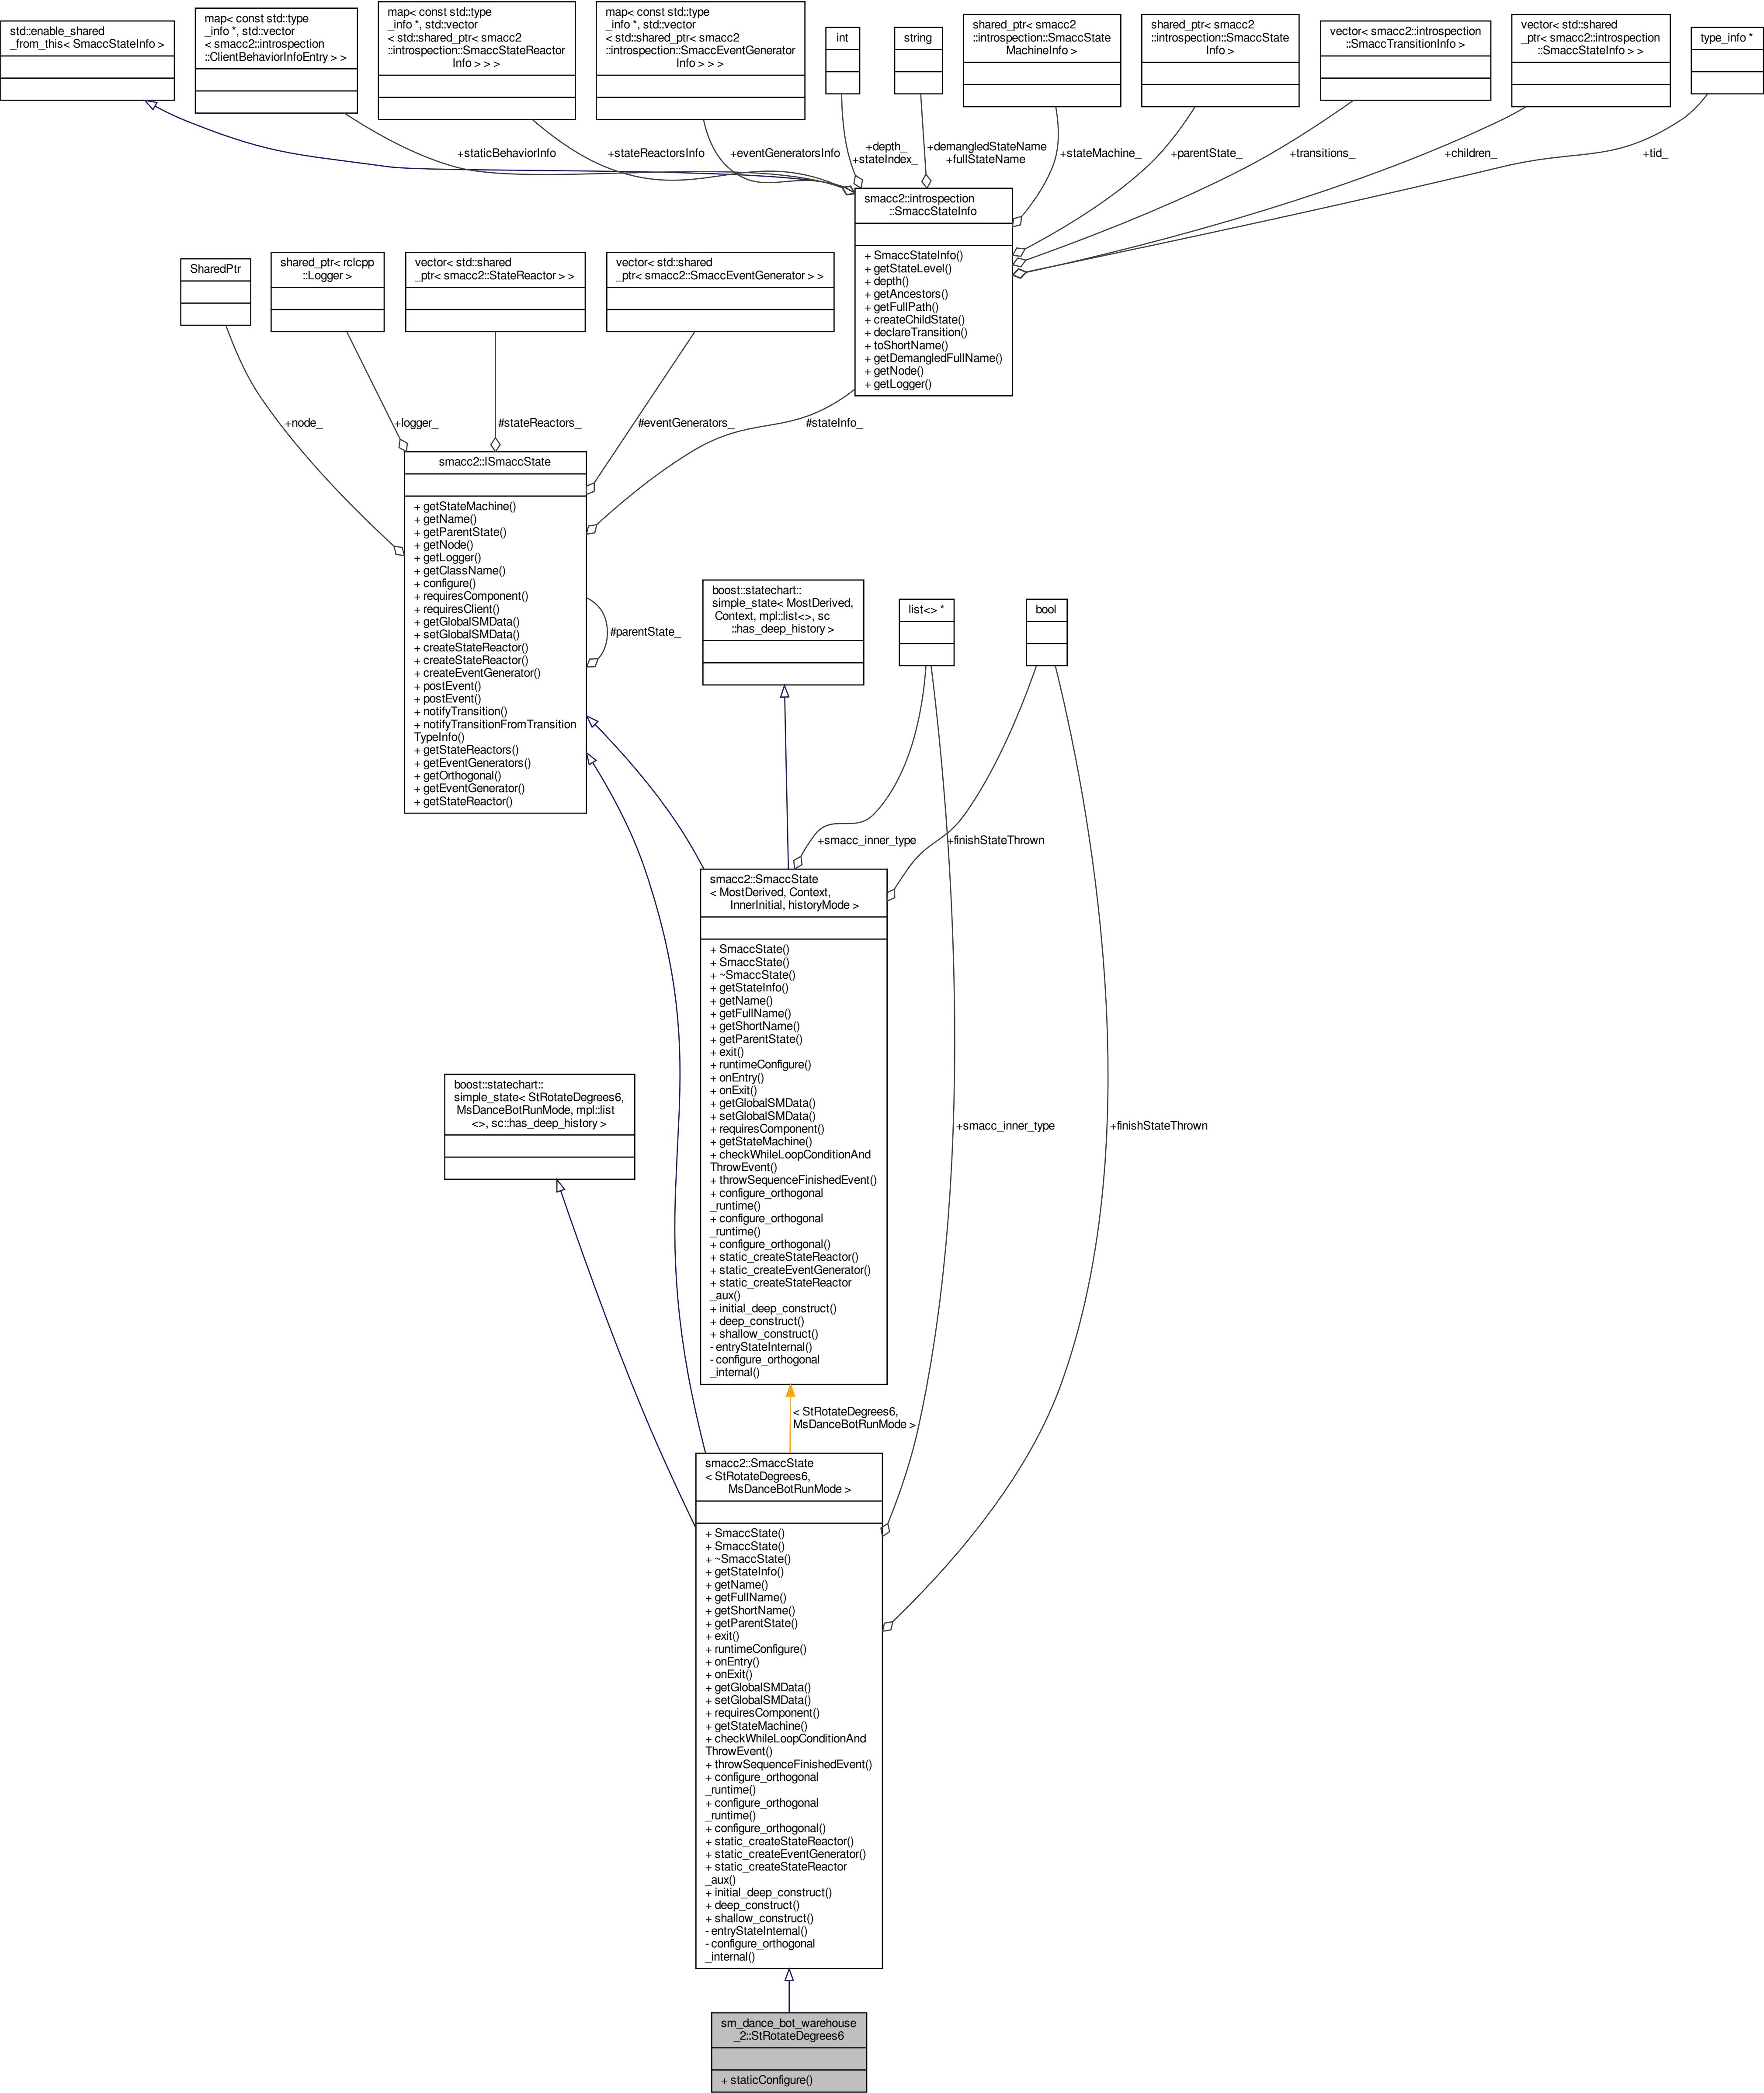 std::enable_shared
_from_this< SmaccStateInfo >
map< const std::type
_info *, std::vector
< smacc2::introspection
::ClientBehaviorInfoEntry > >
map< const std::type
_info *, std::vector
< std::shared_ptr< smacc2
::introspection::SmaccStateReactor
Info > > >
map< const std::type
_info *, std::vector
< std::shared_ptr< smacc2
::introspection::SmaccEventGenerator
Info > > >
int
string
shared_ptr< smacc2
::introspection::SmaccState
MachineInfo >
shared_ptr< smacc2
::introspection::SmaccState
Info >
vector< smacc2::introspection
::SmaccTransitionInfo >
vector< std::shared
_ptr< smacc2::introspection
::SmaccStateInfo > >
type_info *
+staticBehaviorInfo
+stateReactorsInfo
+eventGeneratorsInfo
+depth_
+stateIndex_
+demangledStateName
+fullStateName
+stateMachine_
+parentState_
+transitions_
+children_
+tid_
smacc2::introspection
::SmaccStateInfo
+ SmaccStateInfo()
+ getStateLevel()
+ depth()
+ getAncestors()
+ getFullPath()
+ createChildState()
+ declareTransition()
+ toShortName()
+ getDemangledFullName()
+ getNode()
+ getLogger()
SharedPtr
shared_ptr< rclcpp
::Logger >
vector< std::shared
_ptr< smacc2::StateReactor > >
vector< std::shared
_ptr< smacc2::SmaccEventGenerator > >
+node_
+logger_
#stateReactors_
#eventGenerators_
#stateInfo_
smacc2::ISmaccState
+ getStateMachine()
+ getName()
+ getParentState()
+ getNode()
+ getLogger()
+ getClassName()
+ configure()
+ requiresComponent()
+ requiresClient()
+ getGlobalSMData()
+ setGlobalSMData()
+ createStateReactor()
+ createStateReactor()
+ createEventGenerator()
+ postEvent()
+ postEvent()
+ notifyTransition()
+ notifyTransitionFromTransition
TypeInfo()
+ getStateReactors()
+ getEventGenerators()
+ getOrthogonal()
+ getEventGenerator()
+ getStateReactor()
#parentState_
boost::statechart::
simple_state< MostDerived,
Context, mpl::list<>, sc
::has_deep_history >
list<> *
bool
+smacc_inner_type
+finishStateThrown
smacc2::SmaccState
< MostDerived, Context,
InnerInitial, historyMode >
+ SmaccState()
+ SmaccState()
+ ~SmaccState()
+ getStateInfo()
+ getName()
+ getFullName()
+ getShortName()
+ getParentState()
+ exit()
+ runtimeConfigure()
+ onEntry()
+ onExit()
+ getGlobalSMData()
+ setGlobalSMData()
+ requiresComponent()
+ getStateMachine()
+ checkWhileLoopConditionAnd
ThrowEvent()
+ throwSequenceFinishedEvent()
+ configure_orthogonal
_runtime()
+ configure_orthogonal
_runtime()
+ configure_orthogonal()
+ static_createStateReactor()
+ static_createEventGenerator()
+ static_createStateReactor
_aux()
+ initial_deep_construct()
+ deep_construct()
+ shallow_construct()
- entryStateInternal()
- configure_orthogonal
_internal()
boost::statechart::
simple_state< StRotateDegrees6,
MsDanceBotRunMode, mpl::list
<>, sc::has_deep_history >
+smacc_inner_type
+finishStateThrown
< StRotateDegrees6,
MsDanceBotRunMode >
smacc2::SmaccState
< StRotateDegrees6,
MsDanceBotRunMode >
+ SmaccState()
+ SmaccState()
+ ~SmaccState()
+ getStateInfo()
+ getName()
+ getFullName()
+ getShortName()
+ getParentState()
+ exit()
+ runtimeConfigure()
+ onEntry()
+ onExit()
+ getGlobalSMData()
+ setGlobalSMData()
+ requiresComponent()
+ getStateMachine()
+ checkWhileLoopConditionAnd
ThrowEvent()
+ throwSequenceFinishedEvent()
+ configure_orthogonal
_runtime()
+ configure_orthogonal
_runtime()
+ configure_orthogonal()
+ static_createStateReactor()
+ static_createEventGenerator()
+ static_createStateReactor
_aux()
+ initial_deep_construct()
+ deep_construct()
+ shallow_construct()
- entryStateInternal()
- configure_orthogonal
_internal()
sm_dance_bot_warehouse
_2::StRotateDegrees6
+ staticConfigure()